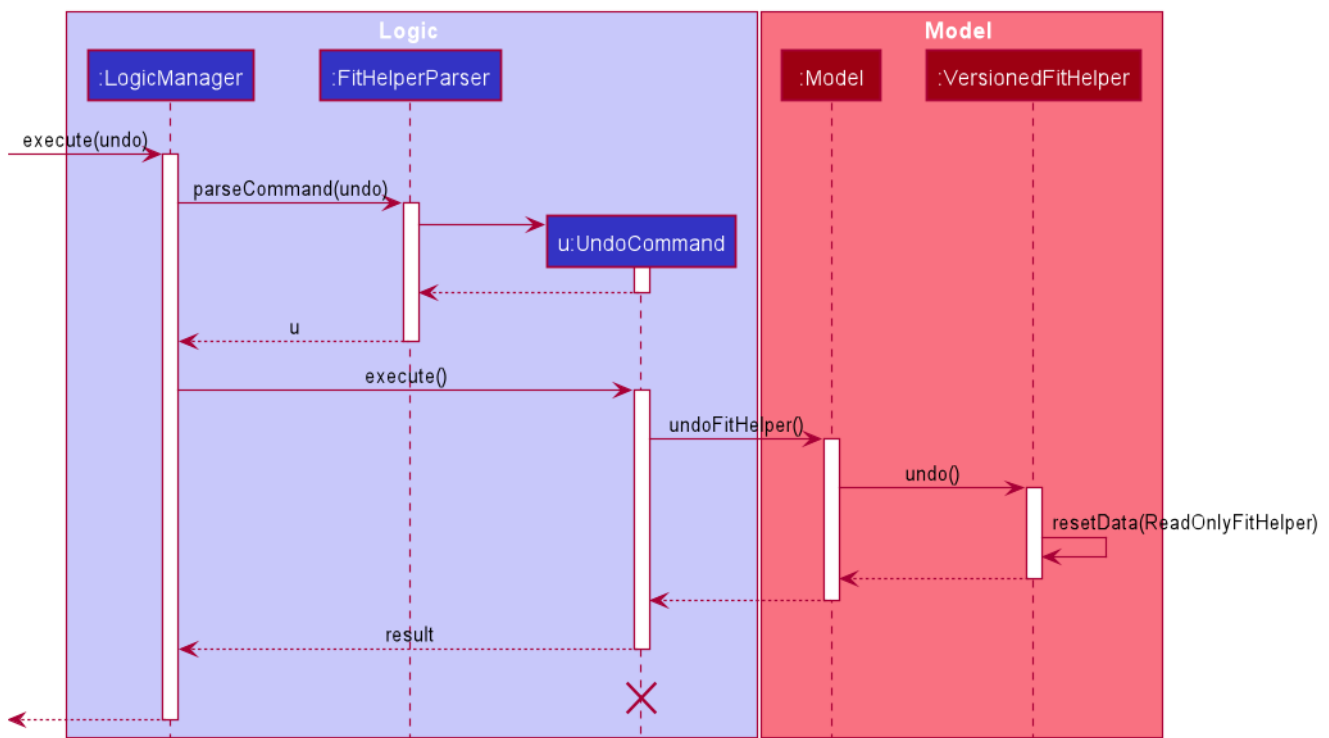 Logic
Model
:LogicManager
:FitHelperParser
:Model
:VersionedFitHelper
execute(undo)
parseCommand(undo)
u:UndoCommand
u
execute()
undoFitHelper()
undo()
resetData(ReadOnlyFitHelper)
result